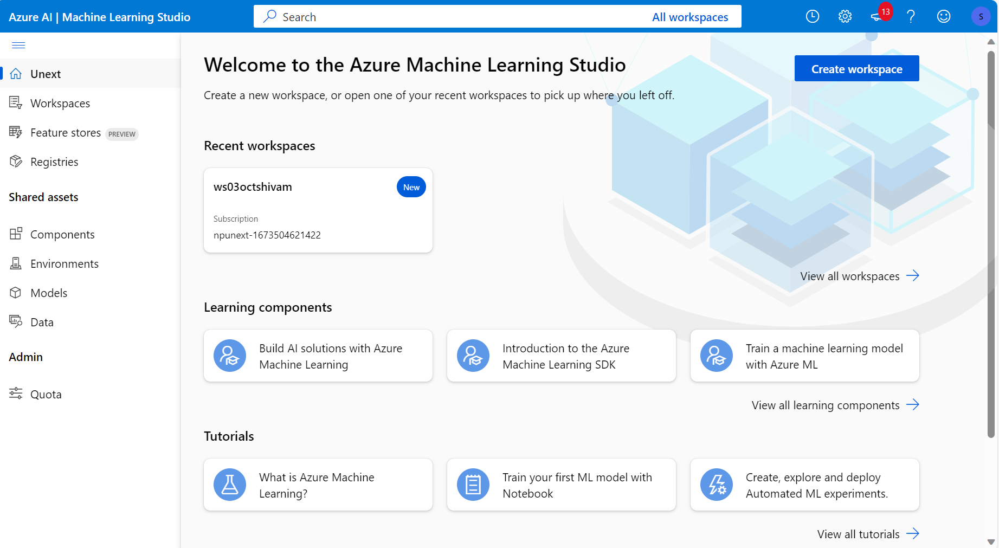 Azure AI | Machine Learning Studio
Search
All workspaces
13
S
Unext
Workspaces
Feature stores PREVIEW
Registries
Shared assets
Components
Environments
Models
Data
Admin
Quota
Welcome to the Azure Machine Learning Studio
Create workspace
Create a new workspace, or open one of your recent workspaces to pick up where you left off.
Recent workspaces
ws03octshivam
New
Subscription
npunext-1673504621422
View all workspaces
Learning components
Build AI solutions with Azure
Machine Learning
Introduction to the Azure
Machine Learning SDK
Train a machine learning model
with Azure ML
View all learning components
Tutorials
What is Azure Machine
Learning?
Train your first ML model with
Notebook
Create, explore and deploy
Automated ML experiments.
View all tutorials